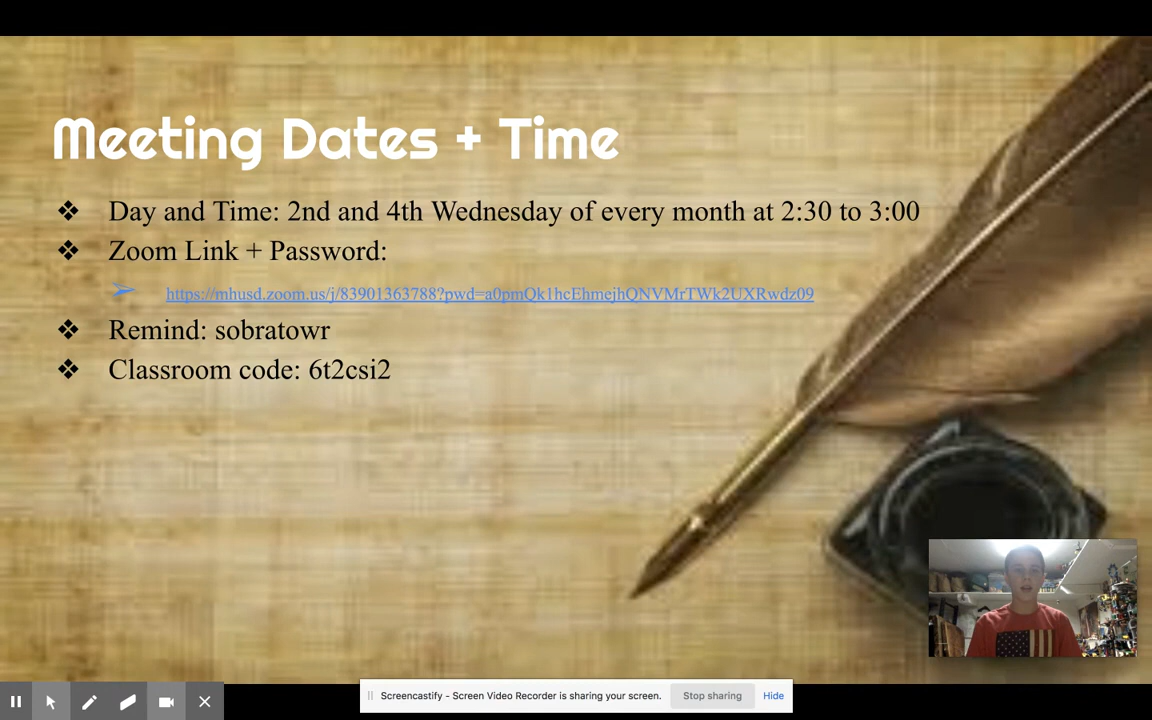 Meeting Dates + Time
❖ Day and Time: 2nd and 4th Wednesday of every month at 2:30 to 3:00
❖ Zoom Link + Password:
➢ https://mhusd.zoom.us/j/83901363788?pwd=a0pmQk1hcEhmejhQNVMrTWk2UXRwdz09
❖ Remind: sobratowr
❖ Classroom code: 6t2csi2
Screencastify - Screen Video Recorder is sharing your screen. Stop sharing Hide